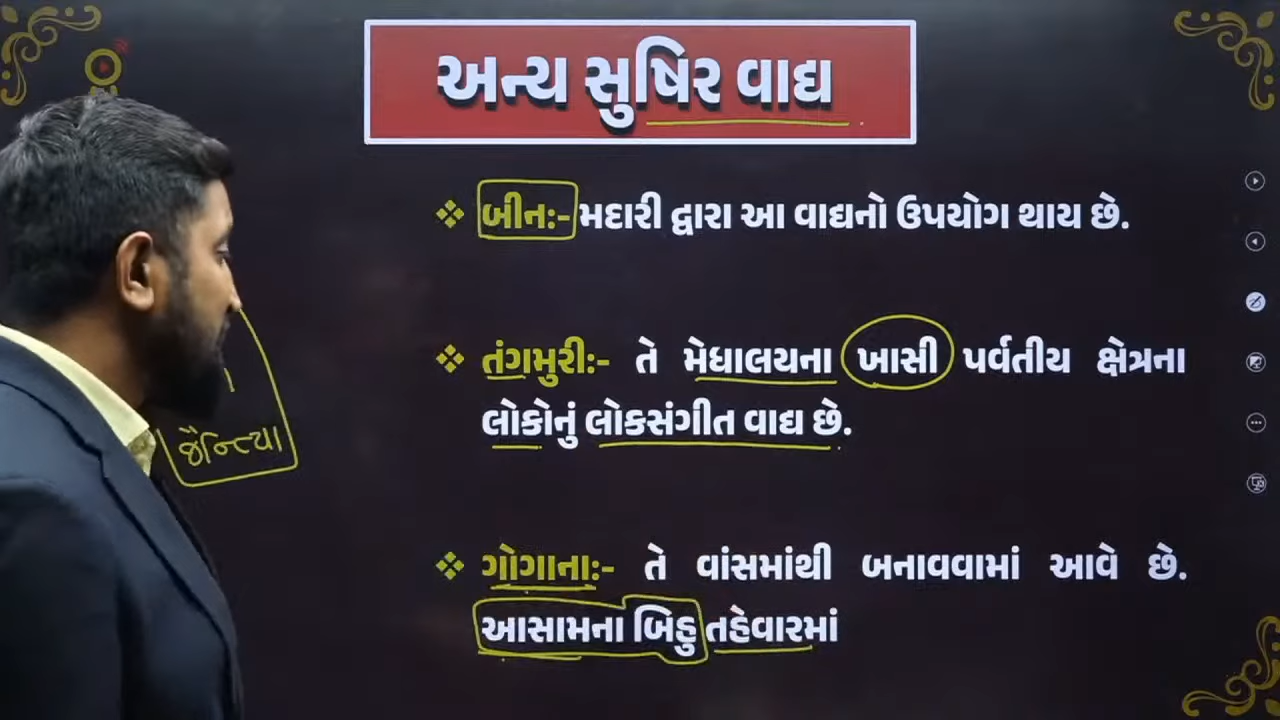 અન્ય સુષિર વાદ્ય
બીન:- મદારી દ્વારા આ વાદ્યનો ઉપયોગ થાય છે.
તંગમુરી:- તે મેઘાલયના ખાસી પર્વતીય ક્ષેત્રના
લોકોનું લોકસંગીત વાદ્ય છે.
જૈન્તિયા
ગોગાના:- તે વાંસમાંથી બનાવવામાં આવે છે.
આસામના બિહુ તહેવારમાં